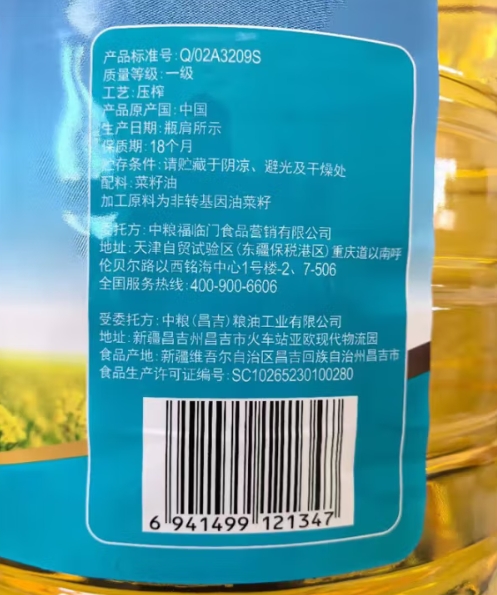 产品标准号:Q/02A3209S
质量等级:一级
工艺:压榨
产品原产国:中国
生产日期:瓶肩所示
保质期:18个月
贮存条件:请贮藏于阴凉、避光及干燥处
配料:菜籽油
加工原料为非转基因油菜籽
委托方:中粮福临门食品营销有限公司
地址:天津自贸试验区(东疆保税港区)重庆道以南呼
伦贝尔路以西铭海中心1号楼-2、7-506
全国服务热线:400-900-6606
受委托方:中粮(昌吉)粮油工业有限公司
地址:新疆昌吉州昌吉市火车站亚欧现代物流园
食品产地:新疆维吾尔自治区昌吉回族自治州昌吉市
食品生产许可证编号:SC10265230100280
6 941499 121347